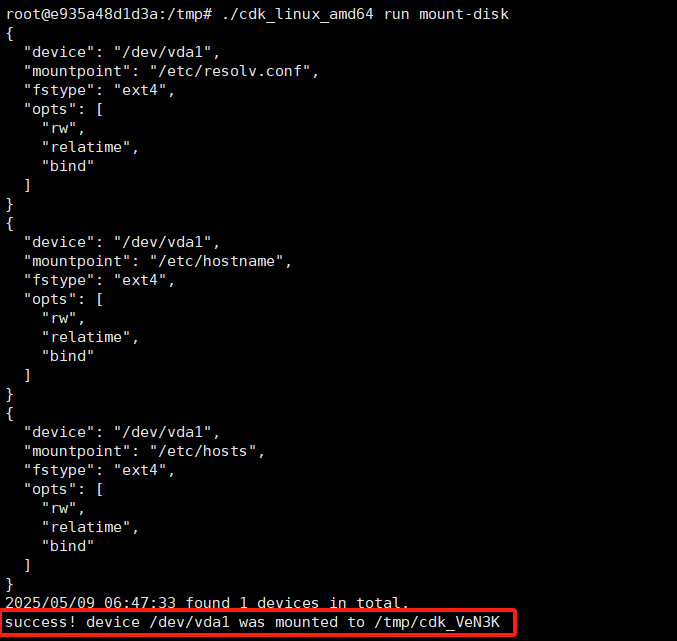 root@e935a48d1d3a:/tmp# ./cdk_linux_amd64 run mount-disk
{
  "device": "/dev/vda1",
  "mountpoint": "/etc/resolv.conf",
  "fstype": "ext4",
  "opts": [
    "rw",
    "relatime",
    "bind"
  ]
}
{
  "device": "/dev/vda1",
  "mountpoint": "/etc/hostname",
  "fstype": "ext4",
  "opts": [
    "rw",
    "relatime",
    "bind"
  ]
}
{
  "device": "/dev/vda1",
  "mountpoint": "/etc/hosts",
  "fstype": "ext4",
  "opts": [
    "rw",
    "relatime",
    "bind"
  ]
}
2025/05/09 06:47:33 found 1 devices in total.
success! device /dev/vda1 was mounted to /tmp/cdk_VeN3K